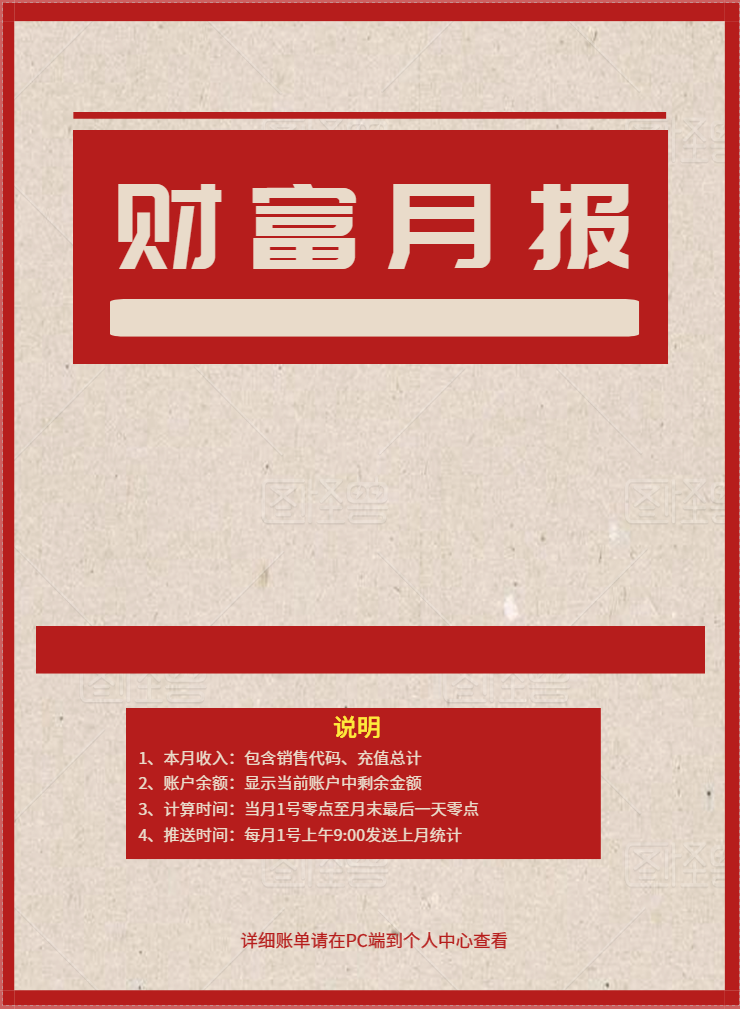 财富月报
说明
1、本月收入：包含销售代码、充值总计
2、账户余额：显示当前账户中剩余金额
3、计算时间：当月1号零点至月末最后一天零点
4、推送时间：每月1号上午9:00发送上月统计
详细账单请在PC端到个人中心查看